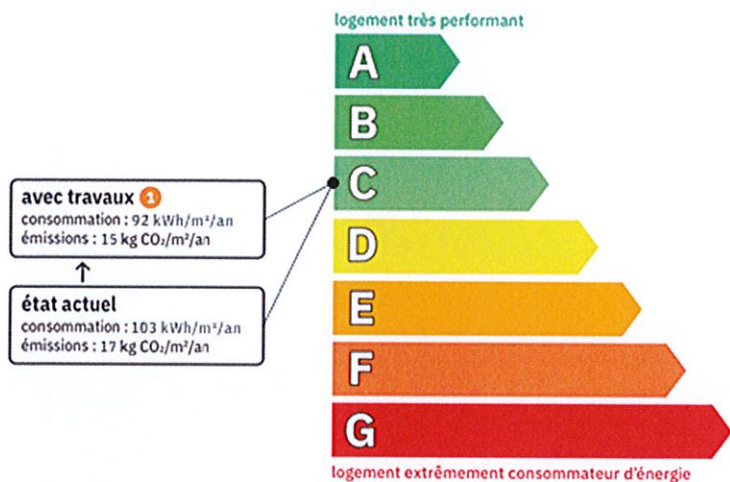 logement très performant
A
B
C
D
E
F
G
avec travaux 1
consommation : 92 kWh/m²/an
émissions : 15 kg CO₂/m²/an
↑
état actuel
consommation : 103 kWh/m²/an
émissions : 17 kg CO₂/m²/an
logement extrêmement consommateur d'énergie